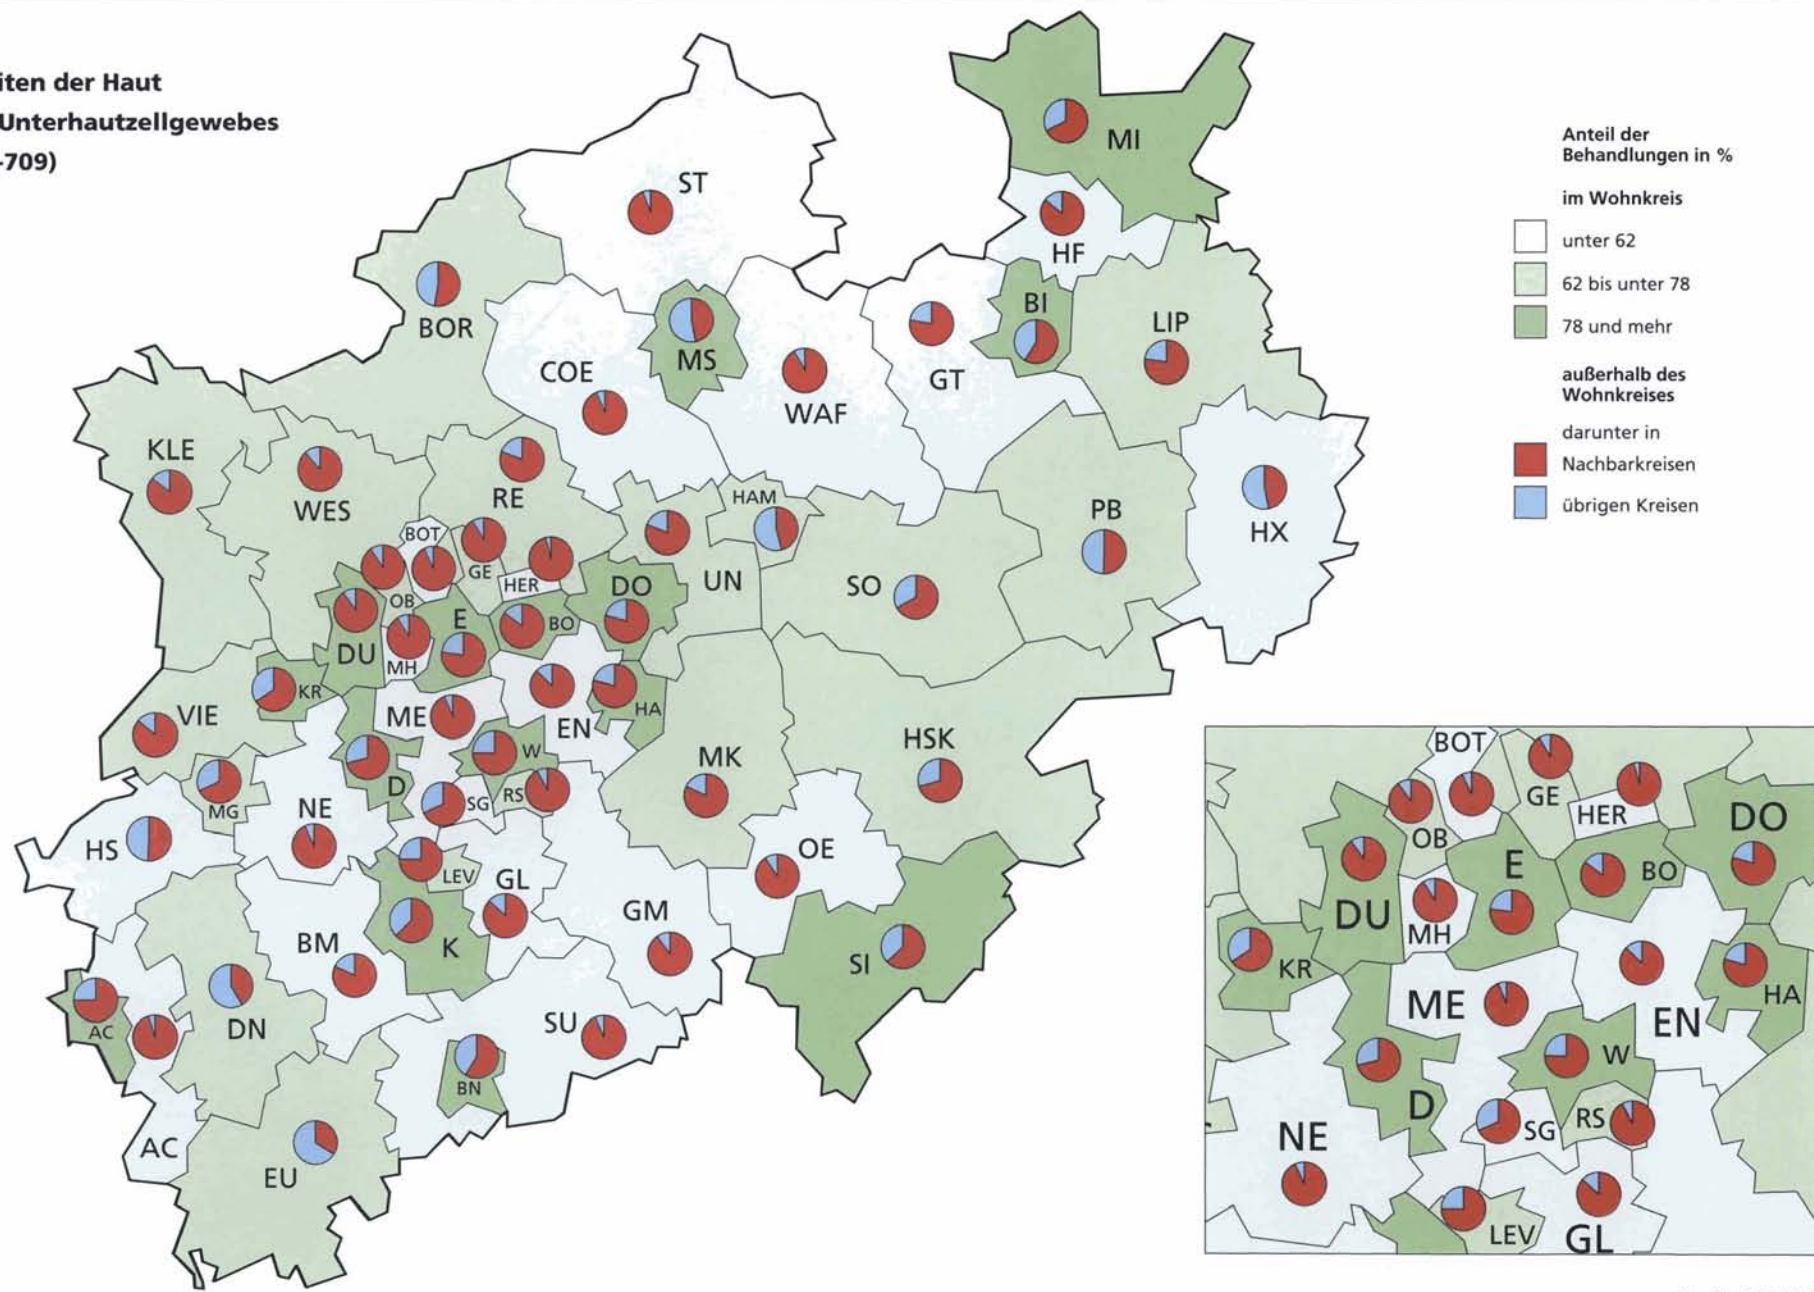 iten der Haut
Unterhautzellgewebes
-709)
Anteil der
Behandlungen in %
im Wohnkreis
unter 62
62 bis unter 78
78 und mehr
außerhalb des
Wohnkreises
darunter in
Nachbarkreisen
übrigen Kreisen
MI
ST
HF
BI
BOR
LIP
MS
COE
GT
WAF
KLE
HAM
RE
WES
PB
HX
BOT
GE
UN
SO
HER
DO
OB
E
BO
DU
MH
KR
HA
VIE
ME
EN
HSK
W
MK
D
RS
SG
MG
NE
HS
OE
LEV
GL
GM
BM
K
SI
SU
DN
AC
BN
AC
EU
BOT
GE
HER
DO
OB
E
BO
DU
MH
KR
HA
ME
EN
W
D
RS
SG
NE
LEV
GL